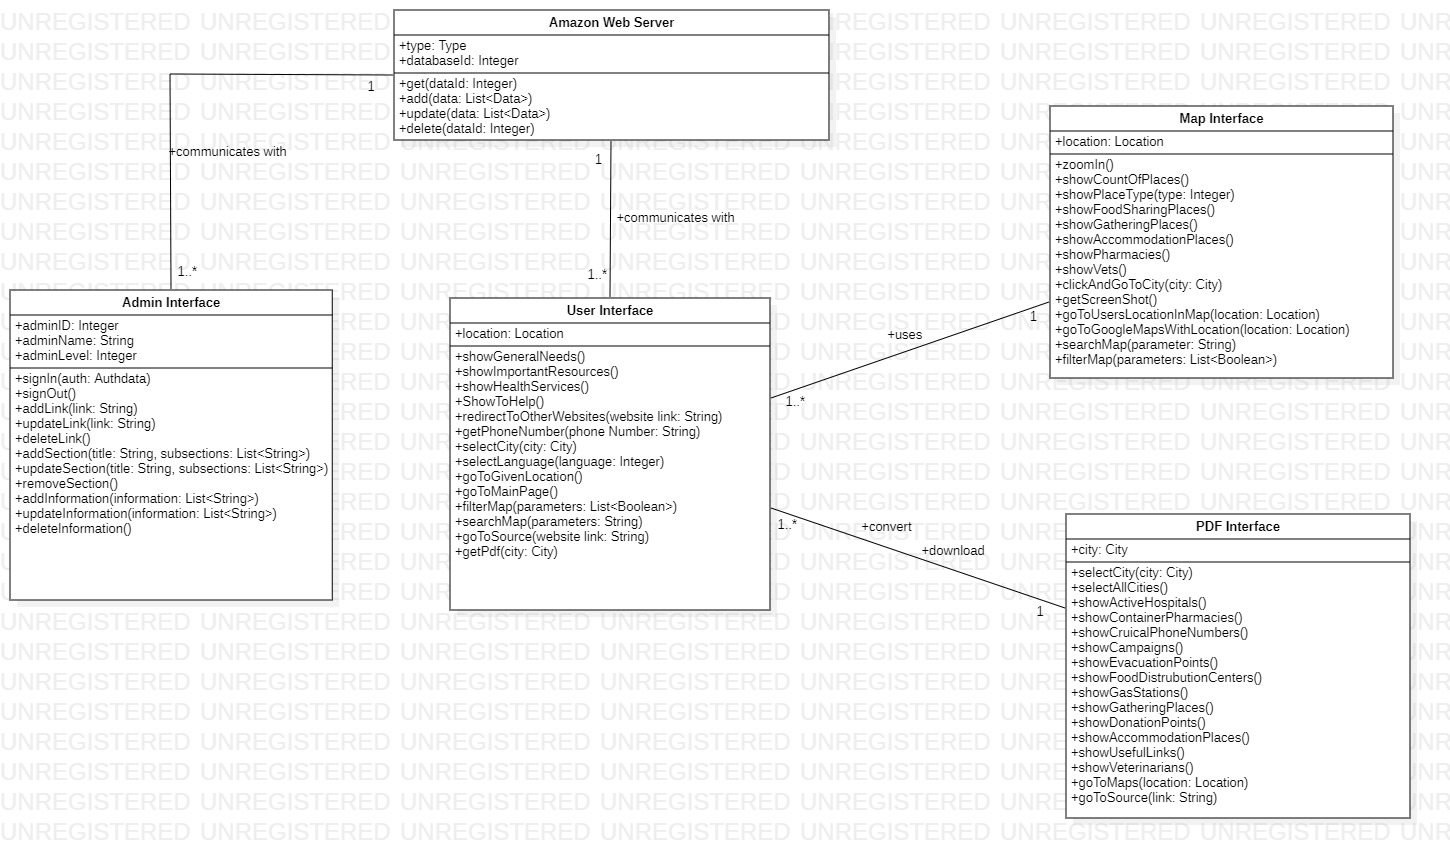 Amazon Web Server
+type: Type
+databaseId: Integer
+get(dataId: Integer)
+add(data: List<Data>)
+update(data: List<Data>)
+delete(dataId: Integer)
1
+communicates with
1..*
1
+communicates with
1..*
Admin Interface
+adminID: Integer
+adminName: String
+adminLevel: Integer
+signIn(auth: Authdata)
+signOut()
+addLink(link: String)
+updateLink(link: String)
+deleteLink()
+addSection(title: String, subsections: List<String>)
+updateSection(title: String, subsections: List<String>)
+removeSection()
+addInformation(information: List<String>)
+updateInformation(information: List<String>)
+deleteInformation()
User Interface
+location: Location
+showGeneralNeeds()
+showImportantResources()
+showHealthServices()
+ShowToHelp()
+redirectToOtherWebsites(website link: String)
+getPhoneNumber(phone Number: String)
+selectCity(city: City)
+selectLanguage(language: Integer)
+goToGivenLocation()
+goToMainPage()
+filterMap(parameters: List<Boolean>)
+searchMap(parameters: String)
+goToSource(website link: String)
+getPdf(city: City)
+uses
1
1..*
Map Interface
+location: Location
+zoomIn()
+showCountOfPlaces()
+showPlaceType(type: Integer)
+showFoodSharingPlaces()
+showGatheringPlaces()
+showAccommodationPlaces()
+showPharmacies()
+showVets()
+clickAndGoToCity(city: City)
+getScreenShot()
+goToUsersLocationInMap(location: Location)
+goToGoogleMapsWithLocation(location: Location)
+searchMap(parameter: String)
+filterMap(parameters: List<Boolean>)
1..*
+convert
+download
1
PDF Interface
+city: City
+selectCity(city: City)
+selectAllCities()
+showActiveHospitals()
+showContainerPharmacies()
+showCruicalPhoneNumbers()
+showCampaigns()
+showEvacuationPoints()
+showFoodDistrubutionCenters()
+showGasStations()
+showGatheringPlaces()
+showDonationPoints()
+showAccommodationPlaces()
+showUsefulLinks()
+showVeterinarians()
+goToMaps(location: Location)
+goToSource(link: String)
UNREGISTERED